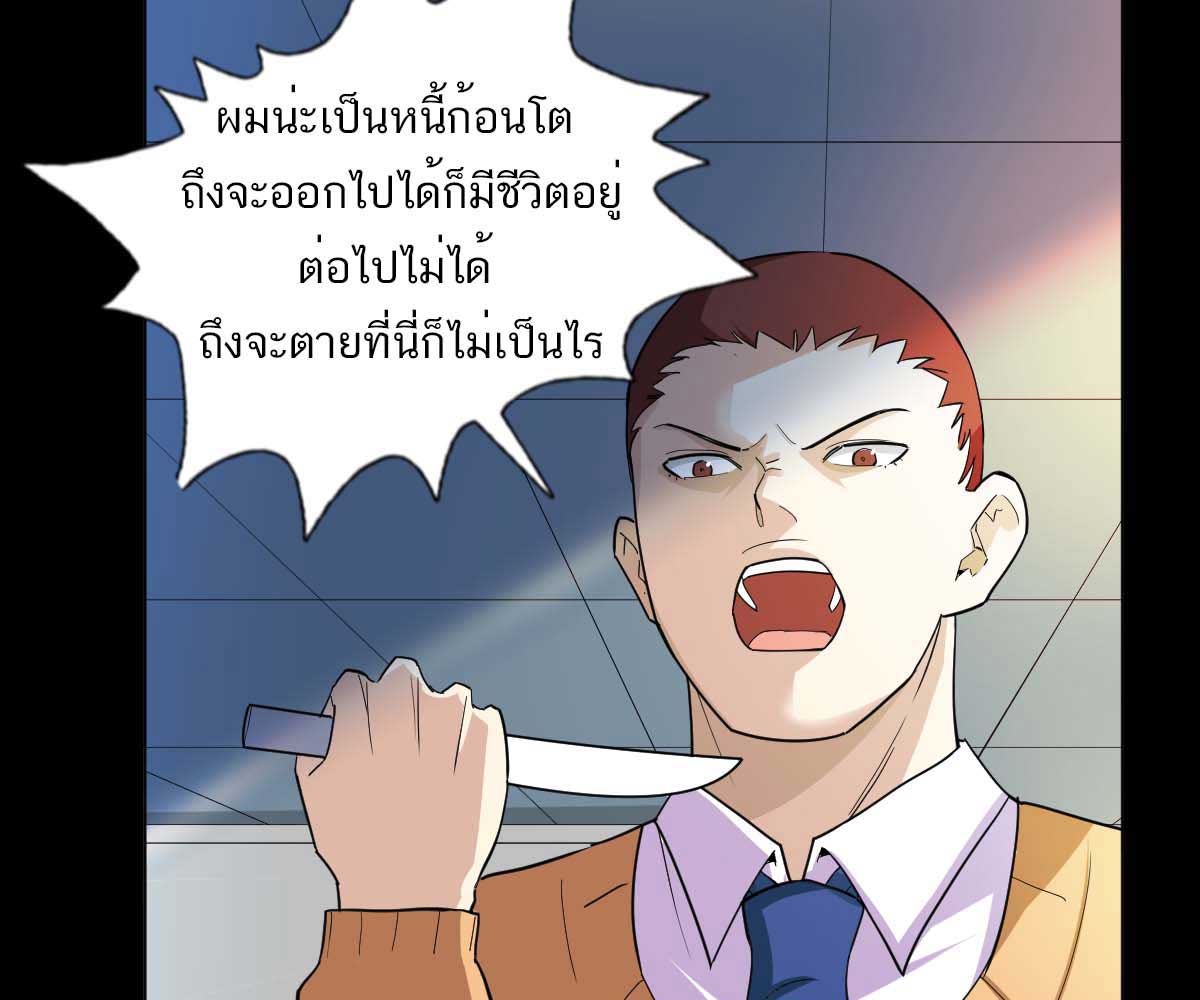 ผมน่ะเป็นหนี้ก้อนโต
ถึงจะออกไปได้ก็มีชีวิตอยู่
ต่อไปไม่ได้
ถึงจะตายที่นี่ก็ไม่เป็นไร